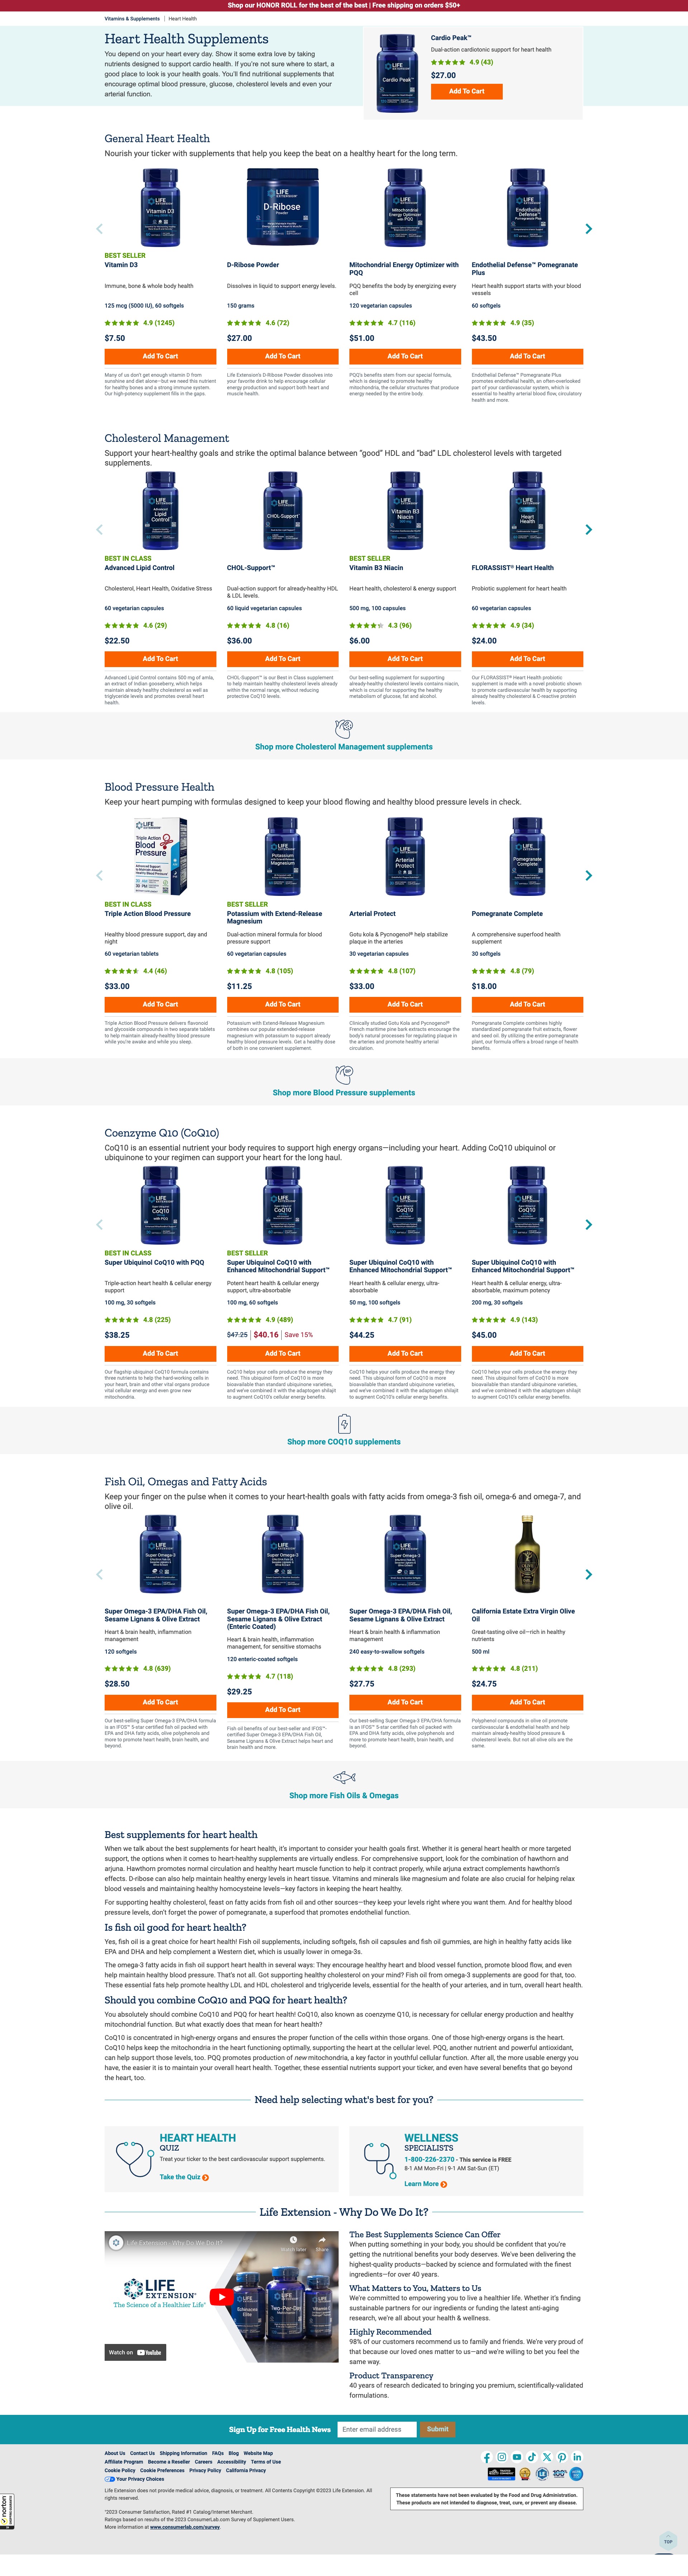 Shop our HONOR ROLL for the best of the best | Free shipping on orders $50+
Vitamins & Supplements | Heart Health
Heart Health Supplements
You depend on your heart every day. Show it some extra love by taking
nutrients designed to support cardio health. If you're not sure where to start, a
good place to look is your health goals. You'll find nutritional supplements that
encourage optimal blood pressure, glucose, cholesterol levels and even your
arterial function.
Cardio Peak™
Dual-action cardiotonic support for heart health
4.9 (43)
$27.00
Add To Cart
General Heart Health
Nourish your ticker with supplements that help you keep the beat on a healthy heart for the long term.
BEST SELLER
Vitamin D3
Immune, bone & whole body health
125 mcg (5000 IU), 60 softgels
4.9 (1245)
$7.50
Add To Cart
Many of us don't get enough vitamin D from
sunshine and diet alone—but we need this nutrient
for healthy bones and a strong immune system.
Our high-potency supplement fills in the gaps.
D-Ribose Powder
Dissolves in liquid to support energy levels.
150 grams
4.6 (72)
$27.00
Add To Cart
Life Extension's D-Ribose Powder dissolves into
your favorite drink to help encourage cellular
energy production and support both heart and
muscle health.
Mitochondrial Energy Optimizer with
PQQ
PQQ benefits the body by energizing every
cell
120 vegetarian capsules
4.7 (116)
$51.00
Add To Cart
PQQ's benefits stem from our special formula,
which is designed to promote healthy
mitochondria, the cellular structures that produce
energy needed by the entire body.
Endothelial Defense™ Pomegranate
Plus
Heart health support starts with your blood
vessels
60 softgels
4.9 (35)
$43.50
Add To Cart
Endothelial Defense™ Pomegranate Plus
promotes endothelial health, an often-overlooked
part of your cardiovascular system, which is
essential to healthy arterial blood flow, circulatory
health and more.
Cholesterol Management
Support your heart-healthy goals and strike the optimal balance between "good" HDL and "bad" LDL cholesterol levels with targeted
supplements.
BEST IN CLASS
Advanced Lipid Control
Cholesterol, Heart Health, Oxidative Stress
60 vegetarian capsules
4.6 (29)
$22.50
Add To Cart
Advanced Lipid Control contains 500 mg of amla,
an extract of Indian gooseberry, which helps
maintain already healthy cholesterol as well as
triglyceride levels and promotes overall heart
health.
CHOL-Support™
Dual-action support for already-healthy HDL
& LDL levels.
60 liquid vegetarian capsules
4.8 (16)
$36.00
Add To Cart
CHOL-Support™ is our Best in Class supplement
to help maintain healthy cholesterol levels already
within the normal range, without reducing
protective CoQ10 levels.
BEST SELLER
Vitamin B3 Niacin
Heart health, cholesterol & energy support
500 mg, 100 capsules
4.3 (96)
$6.00
Add To Cart
Our best-selling supplement for supporting
already-healthy cholesterol levels contains niacin,
which is crucial for supporting the healthy
metabolism of glucose, fat and alcohol.
FLORASSIST® Heart Health
Probiotic supplement for heart health
60 vegetarian capsules
4.9 (34)
$24.00
Add To Cart
Our FLORASSIST® Heart Health probiotic
supplement is made with a novel probiotic shown
to promote cardiovascular health by supporting
already healthy cholesterol & C-reactive protein
levels.
Shop more Cholesterol Management supplements
Blood Pressure Health
Keep your heart pumping with formulas designed to keep your blood flowing and healthy blood pressure levels in check.
BEST IN CLASS
Triple Action Blood Pressure
Healthy blood pressure support, day and
night
60 vegetarian tablets
4.4 (46)
$33.00
Add To Cart
Triple Action Blood Pressure delivers flavonoid
and glycoside compounds in two separate tablets
to help maintain already-healthy blood pressure
while you're awake and while you sleep.
BEST SELLER
Potassium with Extend-Release
Magnesium
Dual-action mineral formula for blood
pressure support
60 vegetarian capsules
4.8 (105)
$11.25
Add To Cart
Potassium with Extend-Release Magnesium
combines our popular extended-release
magnesium with potassium to support already
healthy blood pressure levels. Get a healthy dose
of both in one convenient supplement.
Arterial Protect
Gotu kola & Pycnogenol® help stabilize
plaque in the arteries
30 vegetarian capsules
4.8 (107)
$33.00
Add To Cart
Clinically studied Gotu Kola and Pycnogenol®
French maritime pine bark extracts encourage the
body's natural processes for regulating plaque in
the arteries and promote healthy arterial
circulation.
Pomegranate Complete
A comprehensive superfood health
supplement
30 softgels
4.8 (79)
$18.00
Add To Cart
Pomegranate Complete combines highly
standardized pomegranate fruit extracts, flower
and seed oil. By utilizing the entire pomegranate
plant, our formula offers a broad range of health
benefits.
Shop more Blood Pressure supplements
Coenzyme Q10 (CoQ10)
CoQ10 is an essential nutrient your body requires to support high energy organs—including your heart. Adding CoQ10 ubiquinol or
ubiquinone to your regimen can support your heart for the long haul.
BEST IN CLASS
Super Ubiquinol CoQ10 with PQQ
Triple-action heart health & cellular energy
support
100 mg, 30 softgels
4.8 (225)
$38.25
Add To Cart
Our flagship ubiquinol CoQ10 formula contains
three nutrients to help the hard-working cells in
your heart, brain and other vital organs produce
vital cellular energy and even grow new
mitochondria.
BEST SELLER
Super Ubiquinol CoQ10 with
Enhanced Mitochondrial Support™
Potent heart health & cellular energy
support, ultra-absorbable
100 mg, 60 softgels
4.9 (489)
$47.25 | $40.16 | Save 15%
Add To Cart
CoQ10 helps your cells produce the energy they
need. This ubiquinol form of CoQ10 is more
bioavailable than standard ubiquinone varieties,
and we've combined it with the adaptogen shilajit
to augment CoQ10's cellular energy benefits.
Super Ubiquinol CoQ10 with
Enhanced Mitochondrial Support™
Heart health & cellular energy, ultra-
absorbable
50 mg, 100 softgels
4.7 (91)
$44.25
Add To Cart
CoQ10 helps your cells produce the energy they
need. This ubiquinol form of CoQ10 is more
bioavailable than standard ubiquinone varieties,
and we've combined it with the adaptogen shilajit
to augment CoQ10's cellular energy benefits.
Super Ubiquinol CoQ10 with
Enhanced Mitochondrial Support™
Heart health & cellular energy, ultra-
absorbable, maximum potency
200 mg, 30 softgels
4.9 (143)
$45.00
Add To Cart
CoQ10 helps your cells produce the energy they
need. This ubiquinol form of CoQ10 is more
bioavailable than standard ubiquinone varieties,
and we've combined it with the adaptogen shilajit
to augment CoQ10's cellular energy benefits.
Shop more COQ10 supplements
Fish Oil, Omegas and Fatty Acids
Keep your finger on the pulse when it comes to your heart-health goals with fatty acids from omega-3 fish oil, omega-6 and omega-7, and
olive oil.
Super Omega-3 EPA/DHA Fish Oil,
Sesame Lignans & Olive Extract
Heart & brain health, inflammation
management
120 softgels
4.8 (639)
$28.50
Add To Cart
Our best-selling Super Omega-3 EPA/DHA formula
is an IFOS™ 5-star certified fish oil packed with
EPA and DHA fatty acids, olive polyphenols and
more to promote heart health, brain health, and
beyond.
Super Omega-3 EPA/DHA Fish Oil,
Sesame Lignans & Olive Extract
(Enteric Coated)
Heart & brain health, inflammation
management, for sensitive stomachs
120 enteric-coated softgels
4.7 (118)
$29.25
Add To Cart
Fish oil benefits of our best-seller and IFOS™-
certified Super Omega-3 EPA/DHA Fish Oil,
Sesame Lignans & Olive Extract helps heart and
brain health and more.
Super Omega-3 EPA/DHA Fish Oil,
Sesame Lignans & Olive Extract
Heart & brain health & inflammation
management
240 easy-to-swallow softgels
4.8 (293)
$27.75
Add To Cart
Our best-selling Super Omega-3 EPA/DHA formula
is an IFOS™ 5-star certified fish oil packed with
EPA and DHA fatty acids, olive polyphenols and
more to promote heart health, brain health, and
beyond.
California Estate Extra Virgin Olive
Oil
Great-tasting olive oil—rich in healthy
nutrients
500 ml
4.8 (211)
$24.75
Add To Cart
Polyphenol compounds in olive oil promote
cardiovascular & endothelial health and help
maintain already-healthy blood pressure &
cholesterol levels. But not all olive oils are the
same.
Shop more Fish Oils & Omegas
Best supplements for heart health
When we talk about the best supplements for heart health, it's important to consider your health goals first. Whether it is general heart health or more targeted
support, the options when it comes to heart-healthy supplements are virtually endless. For comprehensive support, look for the combination of hawthorn and
arjuna. Hawthorn promotes normal circulation and healthy heart muscle function to help it contract properly, while arjuna extract complements hawthorn's
effects. D-ribose can also help maintain healthy energy levels in heart tissue. Vitamins and minerals like magnesium and folate are also crucial for helping relax
blood vessels and maintaining healthy homocysteine levels—key factors in keeping the heart healthy.
For supporting healthy cholesterol, feast on fatty acids from fish oil and other sources—they keep your levels right where you want them. And for healthy blood
pressure levels, don't forget the power of pomegranate, a superfood that promotes endothelial function.
Is fish oil good for heart health?
Yes, fish oil is a great choice for heart health! Fish oil supplements, including softgels, fish oil capsules and fish oil gummies, are high in healthy fatty acids like
EPA and DHA and help complement a Western diet, which is usually lower in omega-3s.
The omega-3 fatty acids in fish oil support heart health in several ways: They encourage healthy heart and blood vessel function, promote blood flow, and even
help maintain healthy blood pressure. That's not all. Got supporting healthy cholesterol on your mind? Fish oil from omega-3 supplements are good for that, too.
These essential fats help promote healthy LDL and HDL cholesterol and triglyceride levels, essential for the health of your arteries, and in turn, overall heart health.
Should you combine CoQ10 and PQQ for heart health?
You absolutely should combine CoQ10 and PQQ for heart health! CoQ10, also known as coenzyme Q10, is necessary for cellular energy production and healthy
mitochondrial function. But what exactly does that mean for heart health?
CoQ10 is concentrated in high-energy organs and ensures the proper function of the cells within those organs. One of those high-energy organs is the heart.
CoQ10 helps keep the mitochondria in the heart functioning optimally, supporting the heart at the cellular level. PQQ, another nutrient and powerful antioxidant,
can help support those levels, too. PQQ promotes production of new mitochondria, a key factor in youthful cellular function. After all, the more usable energy you
have, the easier it is to maintain your overall heart health. Together, these essential nutrients support your ticker, and even have several benefits that go beyond
the heart, too.
Need help selecting what's best for you?
HEART HEALTH
QUIZ
Treat your ticker to the best cardiovascular support supplements.
Take the Quiz
WELLNESS
SPECIALISTS
1-800-226-2370 - This service is FREE
8-1 AM Mon-Fri | 9-1 AM Sat-Sun (ET)
Learn More
Life Extension - Why Do We Do It?
Life Extension - Why Do We Do It?
Watch later
Share
LIFE
EXTENSION
The Science of a Healthier Life
Watch on YouTube
The Best Supplements Science Can Offer
When putting something in your body, you should be confident that you're
getting the nutritional benefits your body deserves. We've been delivering the
highest-quality products—backed by science and formulated with the finest
ingredients—for over 40 years.
What Matters to You, Matters to Us
We're committed to empowering you to live a healthier life. Whether it's finding
sustainable partners for our ingredients or funding the latest anti-aging
research, we're all about your health & wellness.
Highly Recommended
98% of our customers recommend us to family and friends. We're very proud of
that because our loved ones matter to us—and we're willing to bet you feel the
same way.
Product Transparency
40 years of research dedicated to bringing you premium, scientifically-validated
formulations.
Sign Up for Free Health News
Enter email address
Submit
About Us Contact Us Shipping Information FAQs Blog Website Map
Affiliate Program Become a Reseller Careers Accessibility Terms of Use
Cookie Policy Cookie Preferences Privacy Policy California Privacy
Your Privacy Choices
Life Extension does not provide medical advice, diagnosis, or treatment. All Contents Copyright ©2023 Life Extension. All
rights reserved.
These statements have not been evaluated by the Food and Drug Administration.
These products are not intended to diagnose, treat, cure, or prevent any disease.
*2023 Consumer Satisfaction, Rated #1 Catalog/Internet Merchant.
Ratings based on results of the 2023 ConsumerLab.com Survey of Supplement Users.
More information at www.consumerlab.com/survey.
norton
TOP